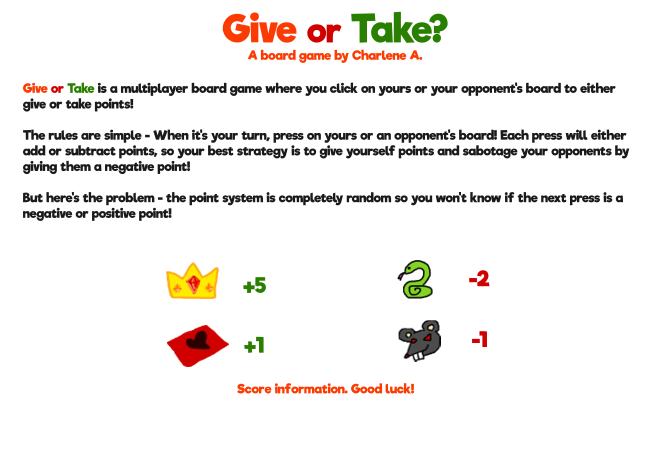 Give or Take?
A board game by Charlene A.
Give or Take is a multiplayer board game where you click on yours or your opponent's board to either
give or take points!
The rules are simple - When it's your turn, press on yours or an opponent's board! Each press will either
add or subtract points, so your best strategy is to give yourself points and sabotage your opponents by
giving them a negative point!
But here's the problem - the point system is completely random so you won't know if the next press is a
negative or positive point!
+5
-2
+1
-1
Score information. Good luck!